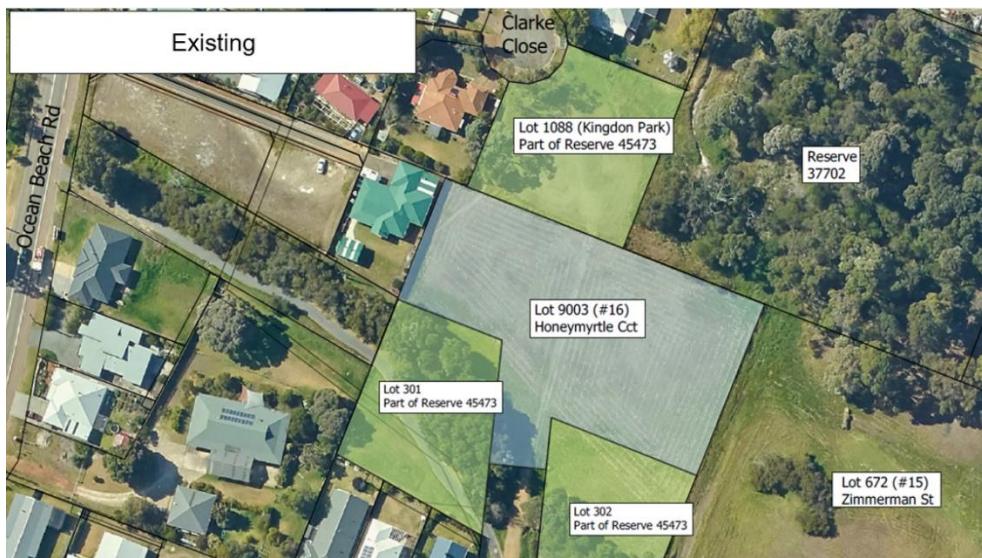 Existing
Clarke
Close
Ocean Beach Rd
Lot 1088 (Kingdon Park)
Part of Reserve 45473
Reserve
37702
Lot 9003 (#16)
Honeymyrtle Cct
Lot 301
Part of Reserve 45473
Lot 672 (#15)
Zimmerman St
Lot 302
Part of Reserve 45473